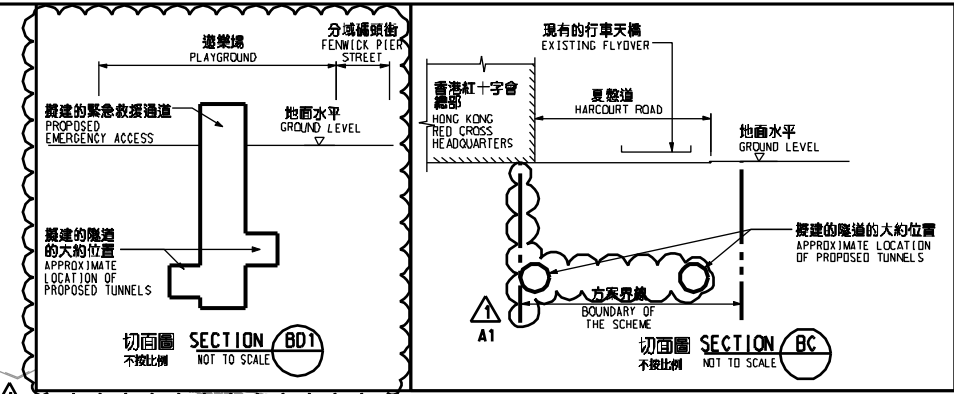 遊樂場
PLAYGROUND
分域碼頭街
FENWICK PIER
STREET
擬建的緊急救援通道
PROPOSED
EMERGENCY ACCESS
地面水平
GROUND LEVEL
擬建的隧道
的大約位置
APPROXIMATE
LOCATION OF
PROPOSED TUNNELS
切面圖 SECTION BD1
不按比例 NOT TO SCALE
現有的行車天橋
EXISTING FLYOVER
香港紅十字會
總部
HONG KONG
RED CROSS
HEADQUARTERS
夏慤道
HARCOURT ROAD
地面水平
GROUND LEVEL
擬建的隧道的大約位置
APPROXIMATE LOCATION
OF PROPOSED TUNNELS
方案界線
BOUNDARY OF
THE SCHEME
1
A1
切面圖 SECTION BC
不按比例 NOT TO SCALE